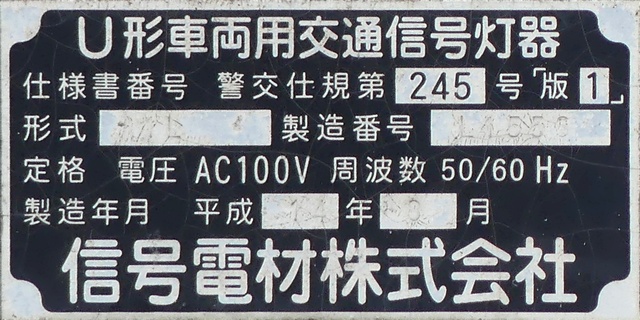 U形車両用交通信号灯器
仕様書番号 警交仕規第 245 号「版 1」
形式 製造番号
定格 電圧 AC100V 周波数 50/60 Hz
製造年月 平成 年 月
信号電材株式会社